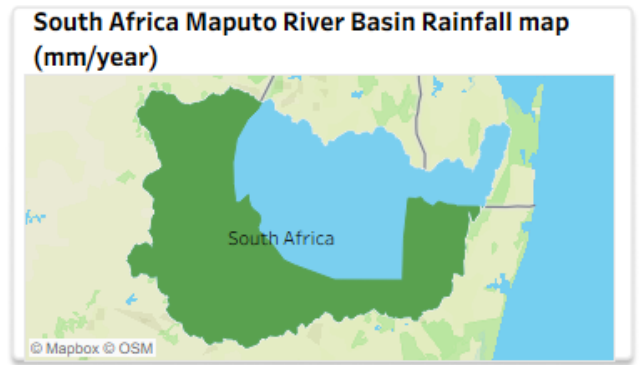 South Africa Maputo River Basin Rainfall map
(mm/year)
South Africa
© Mapbox © OSM